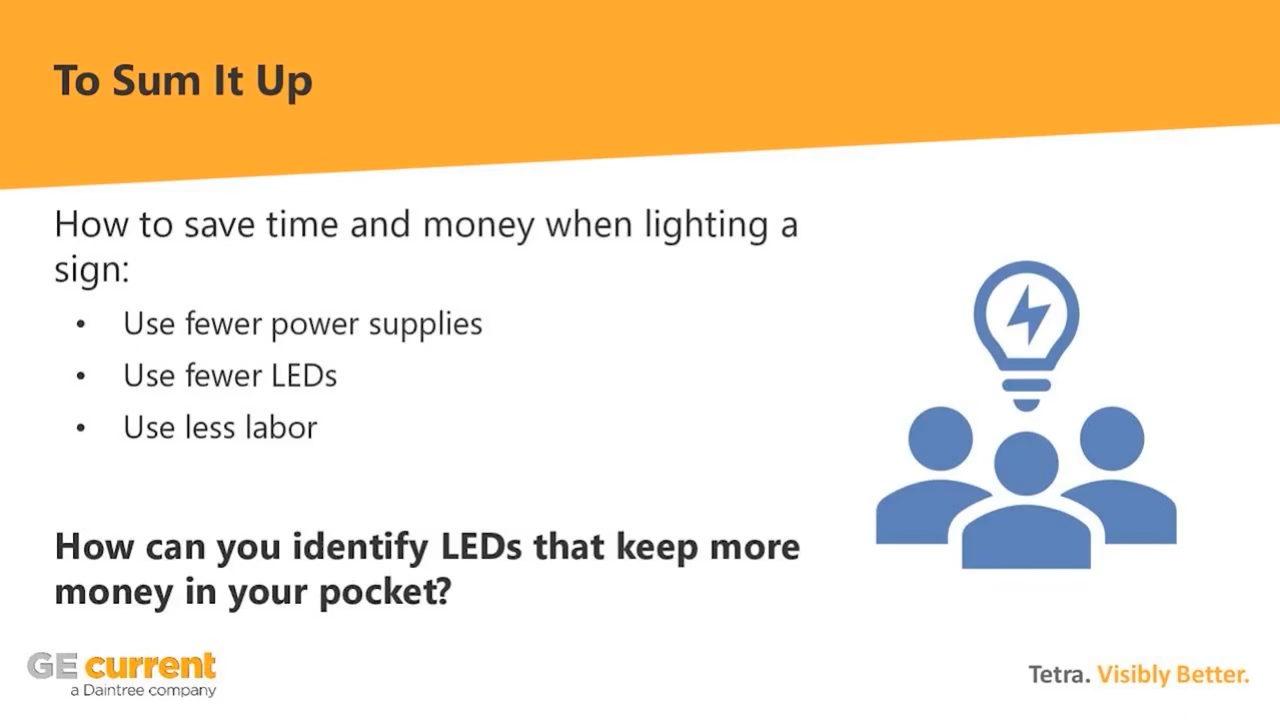 To Sum It Up
How to save time and money when lighting a
sign:
• Use fewer power supplies
• Use fewer LEDs
• Use less labor
How can you identify LEDs that keep more
money in your pocket?
GE current
a Daintree company
Tetra. Visibly Better.